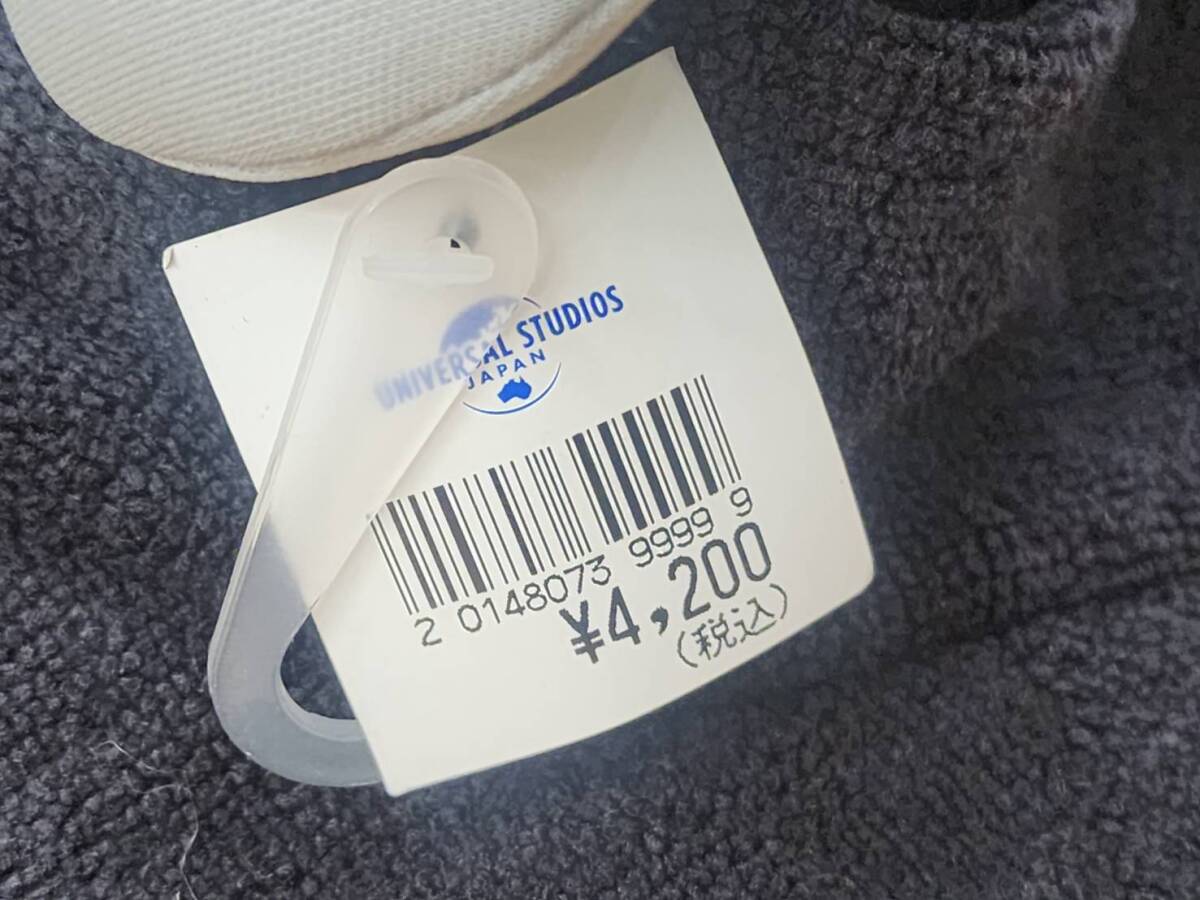 UNIVERSAL STUDIOS
JAPAN
2 0148073 9999 9
¥4,200
(税込)